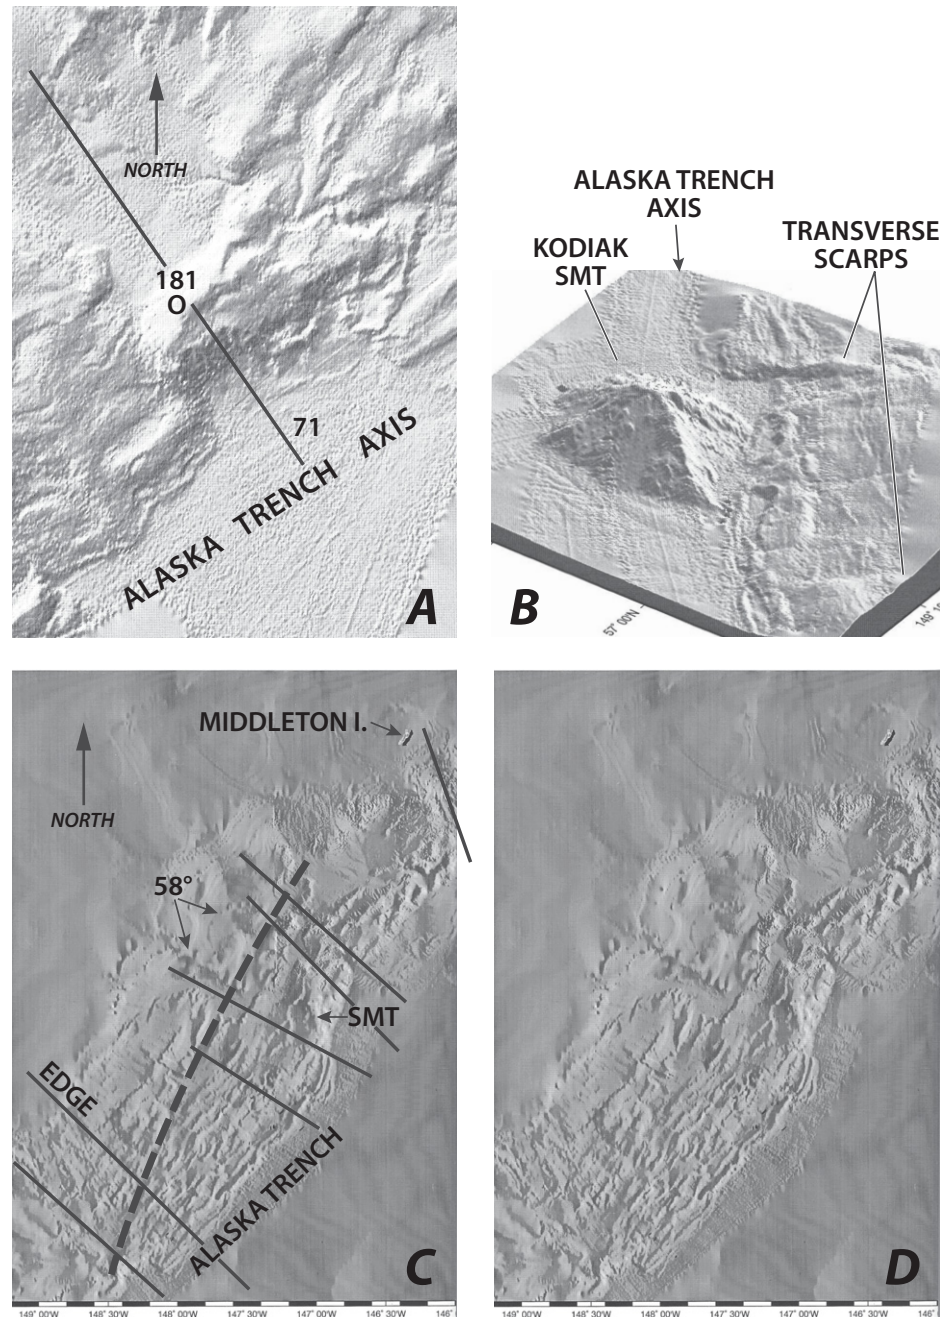 NORTH
181
O
71
ALASKA TRENCH AXIS
A
ALASKA TRENCH
AXIS
KODIAK
SMT
TRANSVERSE
SCARPS
57° 00'N
B
MIDDLETON I.
NORTH
58°
SMT
EDGE
ALASKA TRENCH
C
149° 00'W 148° 30'W 148° 00'W 147° 30'W 147° 00'W 146° 30'W
D
149° 00'W 148° 30'W 148° 00'W 147° 30'W 147° 00'W 146° 30'W